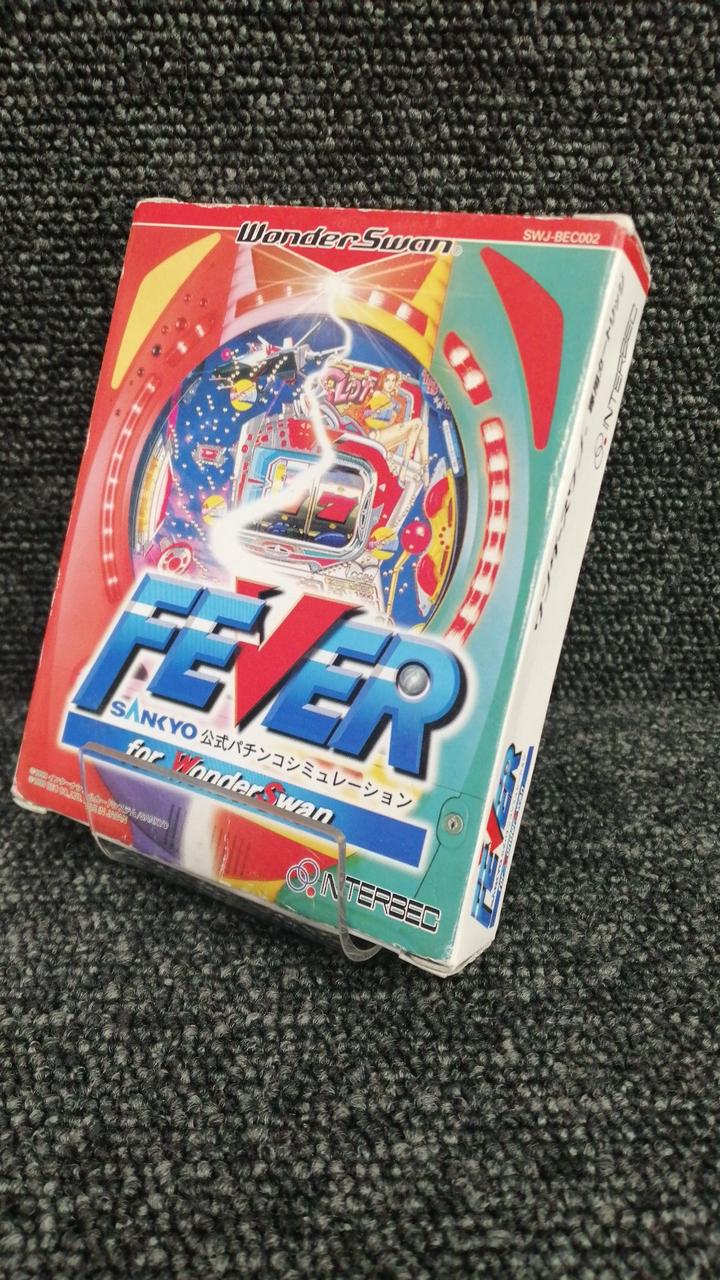 WonderSwan
SWJ-BEC002
FEVER
SANKYO 公式パチンコシミュレーション
for WonderSwan
INTERBEC
INTERBEC
FEVER